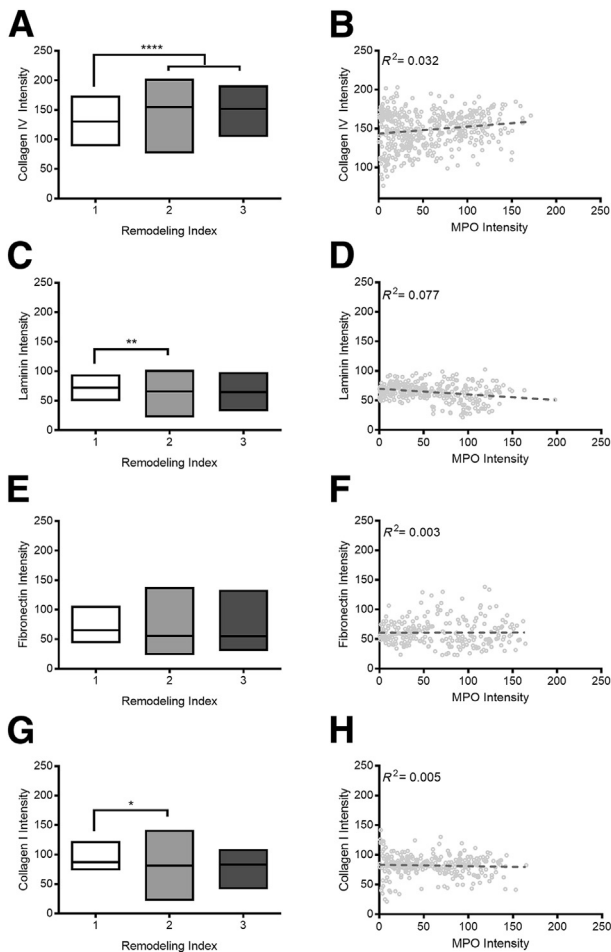 A
250
200
150
100
50
0
Collagen IV Intensity
****
1 2 3
Remodeling Index
B
250
200
150
100
Collagen IV Intensity
R²= 0.032
0 50 100 150 200 250
MPO Intensity
C
250
200
150
100
50
0
Laminin Intensity
**
1 2 3
Remodeling Index
D
250
200
150
100
50
0
Laminin Intensity
R²= 0.077
0 50 100 150 200 250
MPO Intensity
E
250
200
150
100
50
0
Fibronectin Intensity
1 2 3
Remodeling Index
F
250
200
150
100
50
0
Fibronectin Intensity
R²= 0.003
0 50 100 150 200 250
MPO Intensity
G
250
200
150
100
50
0
Collagen I Intensity
*
1 2 3
Remodeling Index
H
250
200
150
100
50
0
Collagen I Intensity
R²= 0.005
0 50 100 150 200 250
MPO Intensity